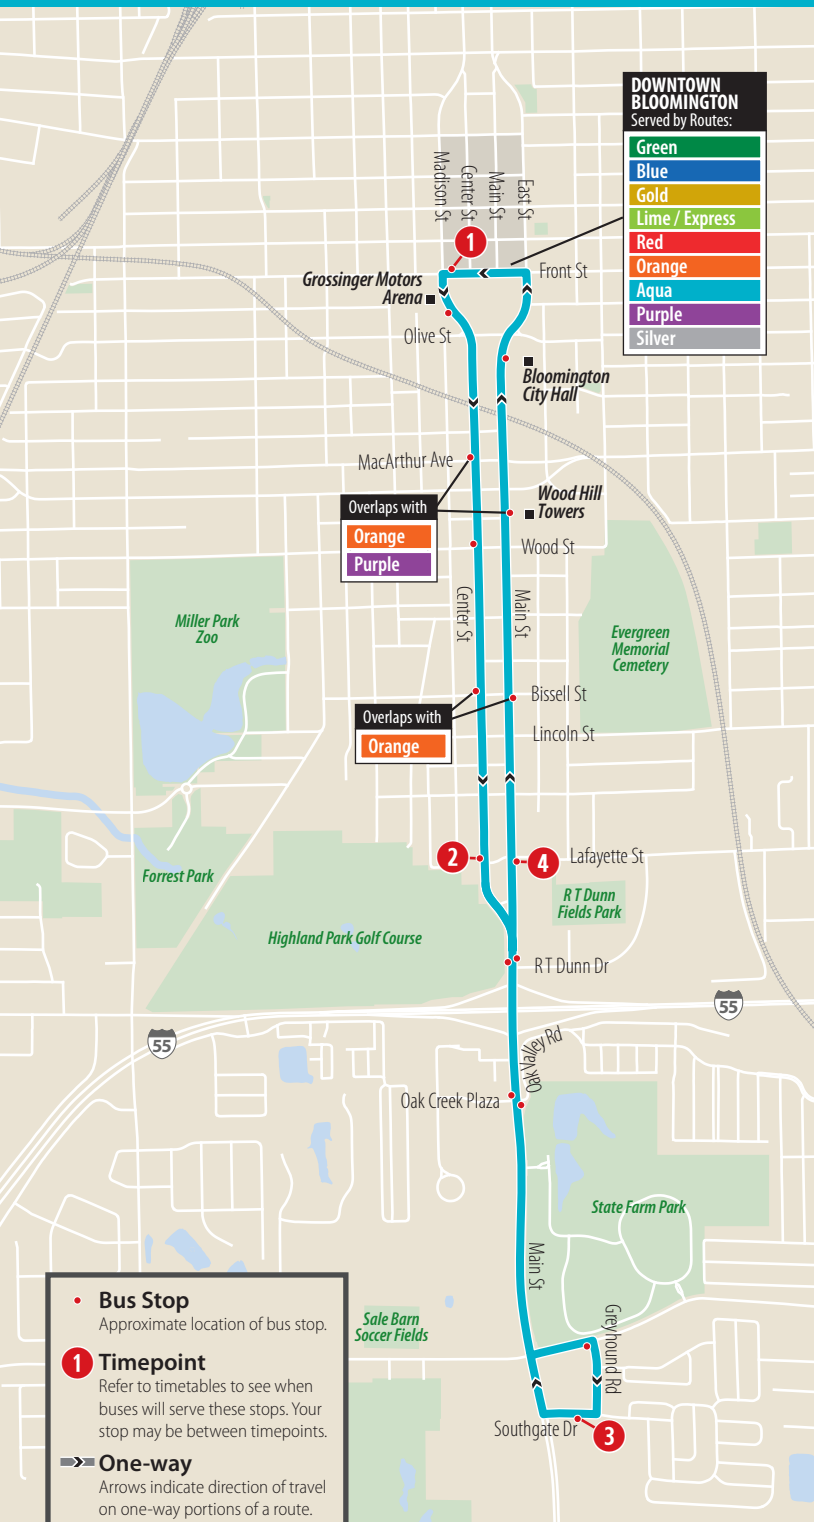 DOWNTOWN
BLOOMINGTON
Served by Routes:
Green
Blue
Gold
Lime / Express
Red
Orange
Aqua
Purple
Silver
Madison St
Center St
Main St
East St
1
Front St
Grossinger Motors
Arena
Olive St
Bloomington
City Hall
MacArthur Ave
Overlaps with
Orange
Purple
Wood Hill
Towers
Wood St
Center St
Main St
Miller Park
Zoo
Evergreen
Memorial
Cemetery
Bissell St
Overlaps with
Orange
Lincoln St
2
4
Lafayette St
Forrest Park
R T Dunn
Fields Park
Highland Park Golf Course
R T Dunn Dr
55
55
Oak Valley Rd
Oak Creek Plaza
State Farm Park
Main St
Sale Barn
Soccer Fields
Greyhound Rd
Southgate Dr
3
Bus Stop
Approximate location of bus stop.
1
Timepoint
Refer to timetables to see when
buses will serve these stops. Your
stop may be between timepoints.
One-way
Arrows indicate direction of travel
on one-way portions of a route.